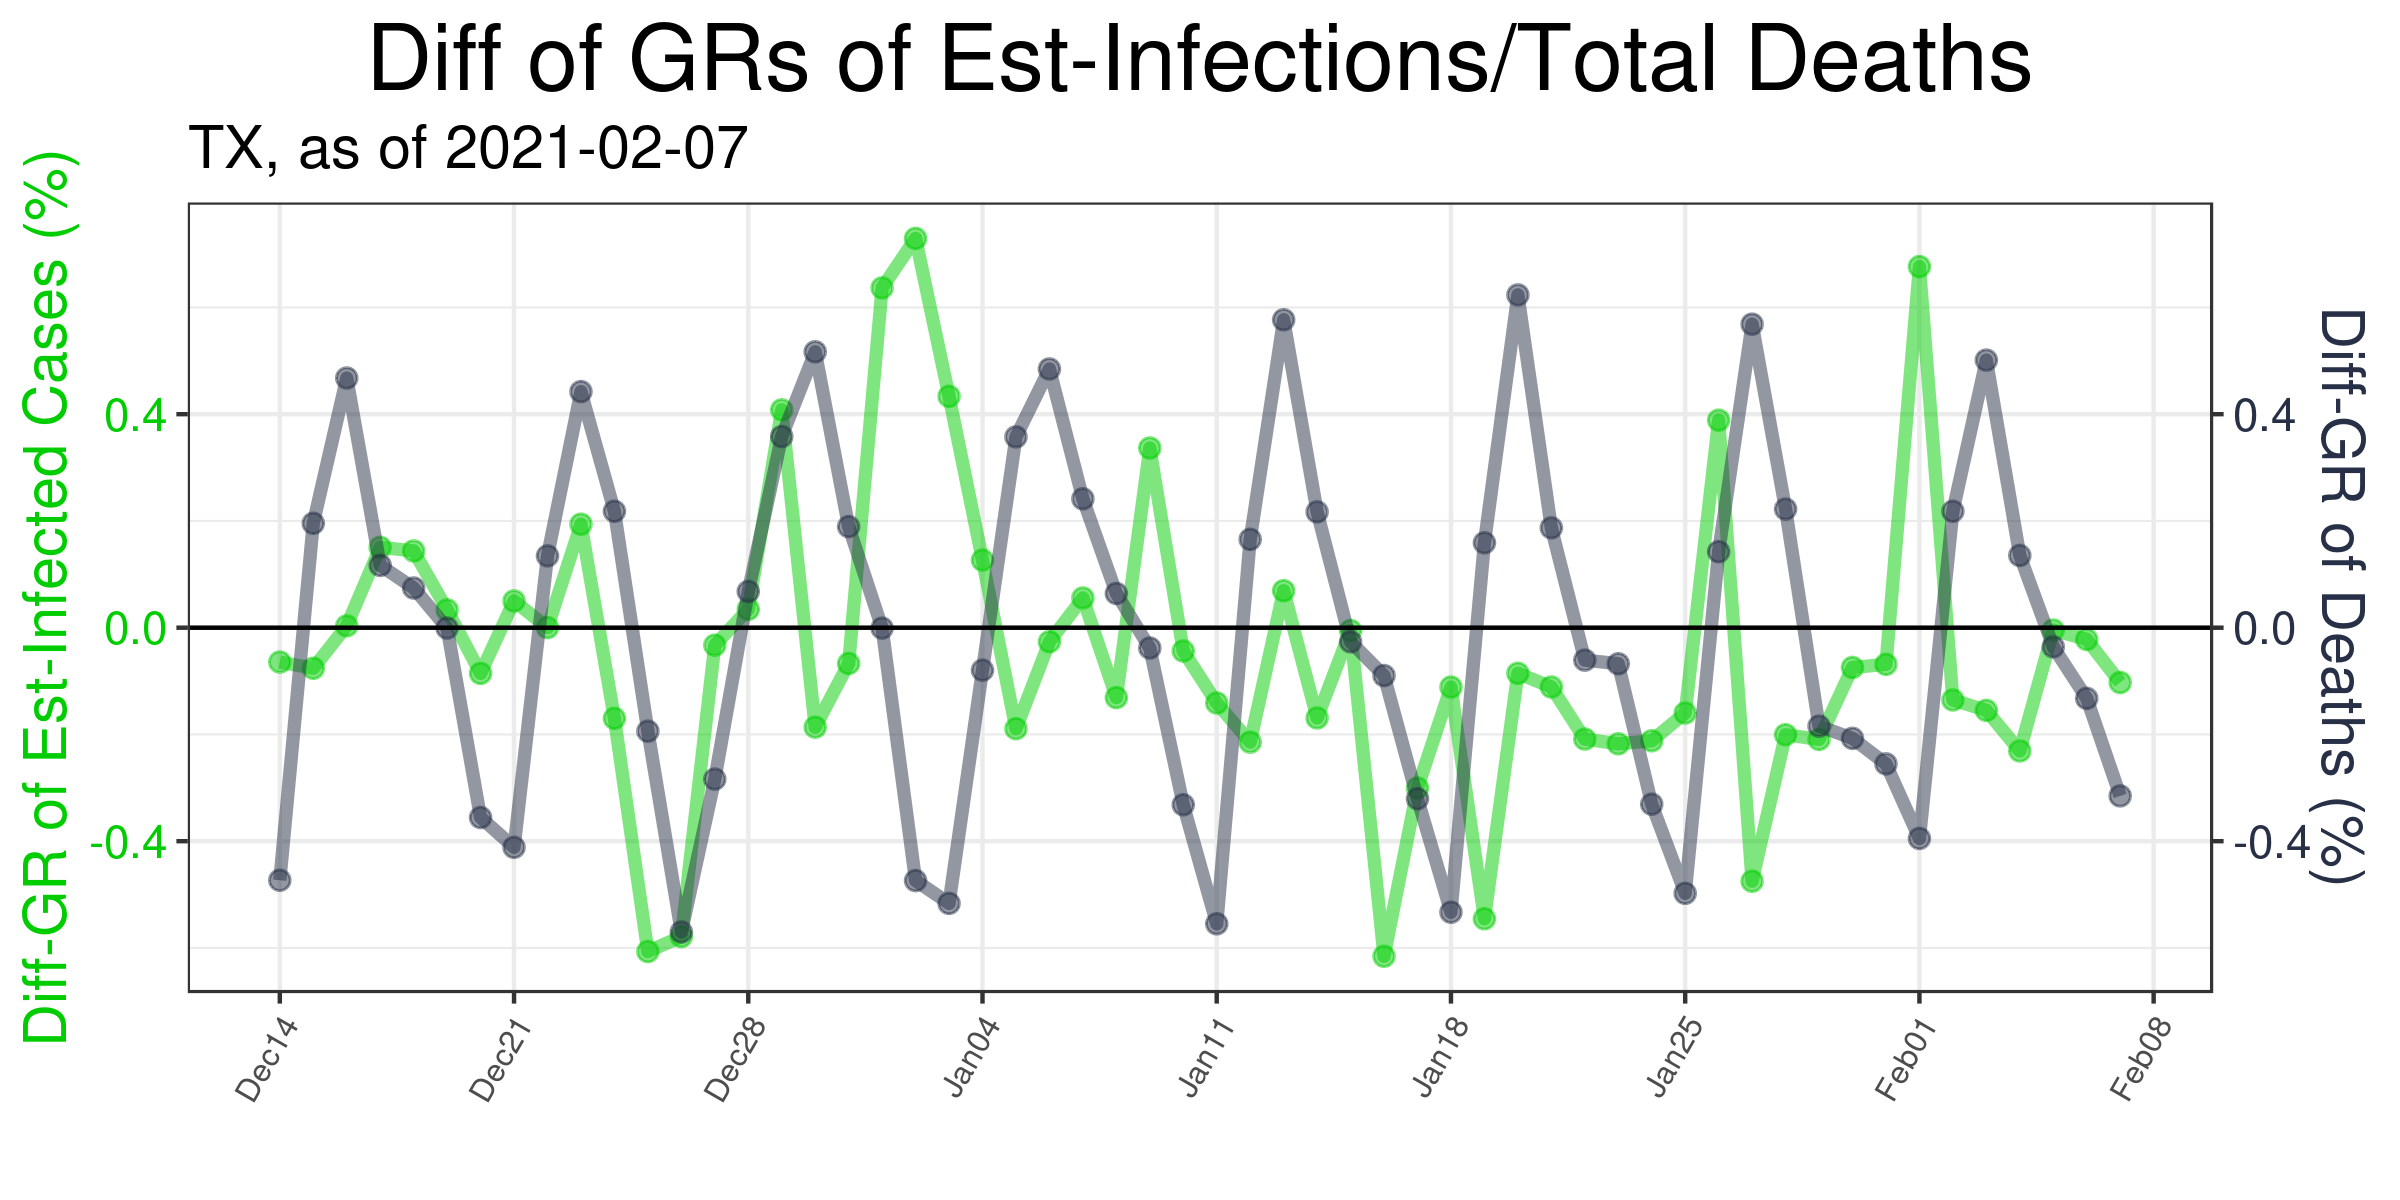 Diff of GRs of Est-Infections/Total Deaths
TX, as of 2021-02-07
Diff-GR of Est-Infected Cases (%)
0.4
0.0
-0.4
0.4
0.0
-0.4
Diff-GR of Deaths (%)
Dec14
Dec21
Dec28
Jan04
Jan11
Jan18
Jan25
Feb01
Feb08